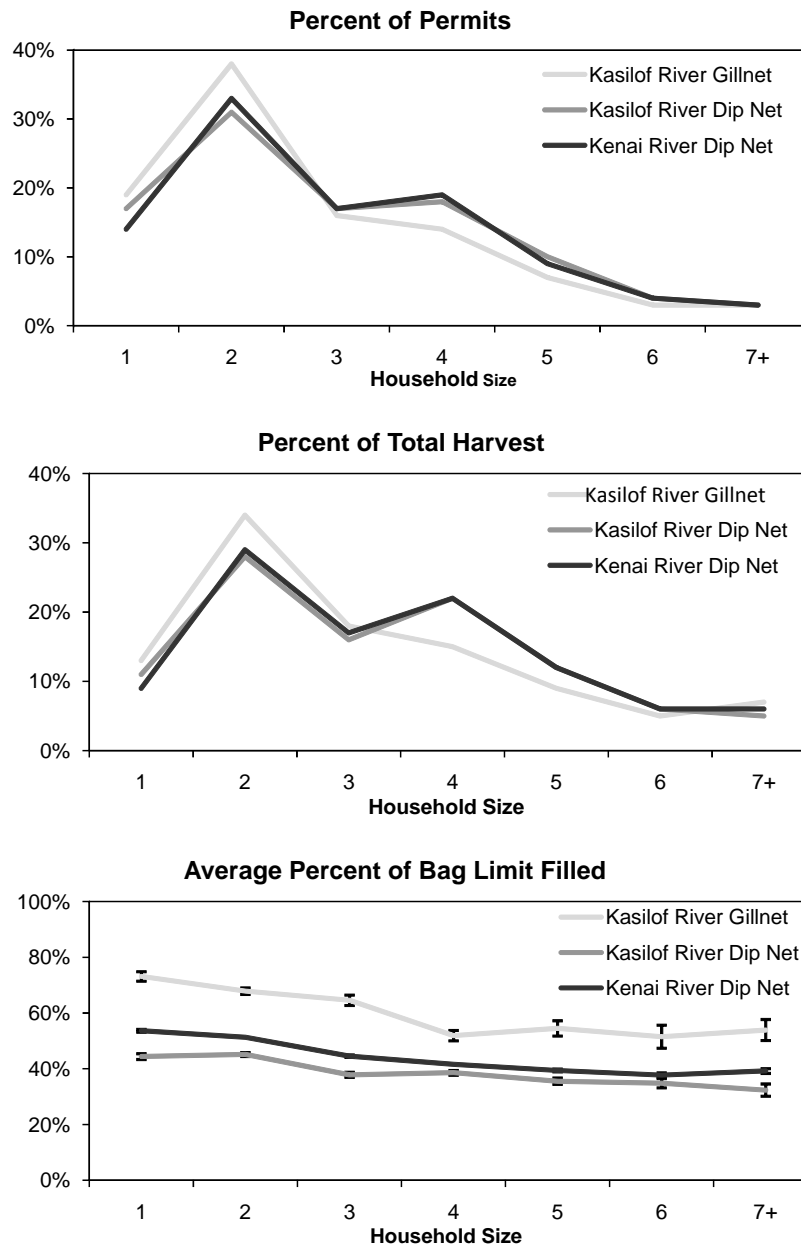 Percent of Permits
40%
30%
20%
10%
0%
Kasilof River Gillnet
Kasilof River Dip Net
Kenai River Dip Net
1 2 3 4 5 6 7+
Household Size
Percent of Total Harvest
40%
30%
20%
10%
0%
Kasilof River Gillnet
Kasilof River Dip Net
Kenai River Dip Net
1 2 3 4 5 6 7+
Household Size
Average Percent of Bag Limit Filled
100%
80%
60%
40%
20%
0%
Kasilof River Gillnet
Kasilof River Dip Net
Kenai River Dip Net
1 2 3 4 5 6 7+
Household Size